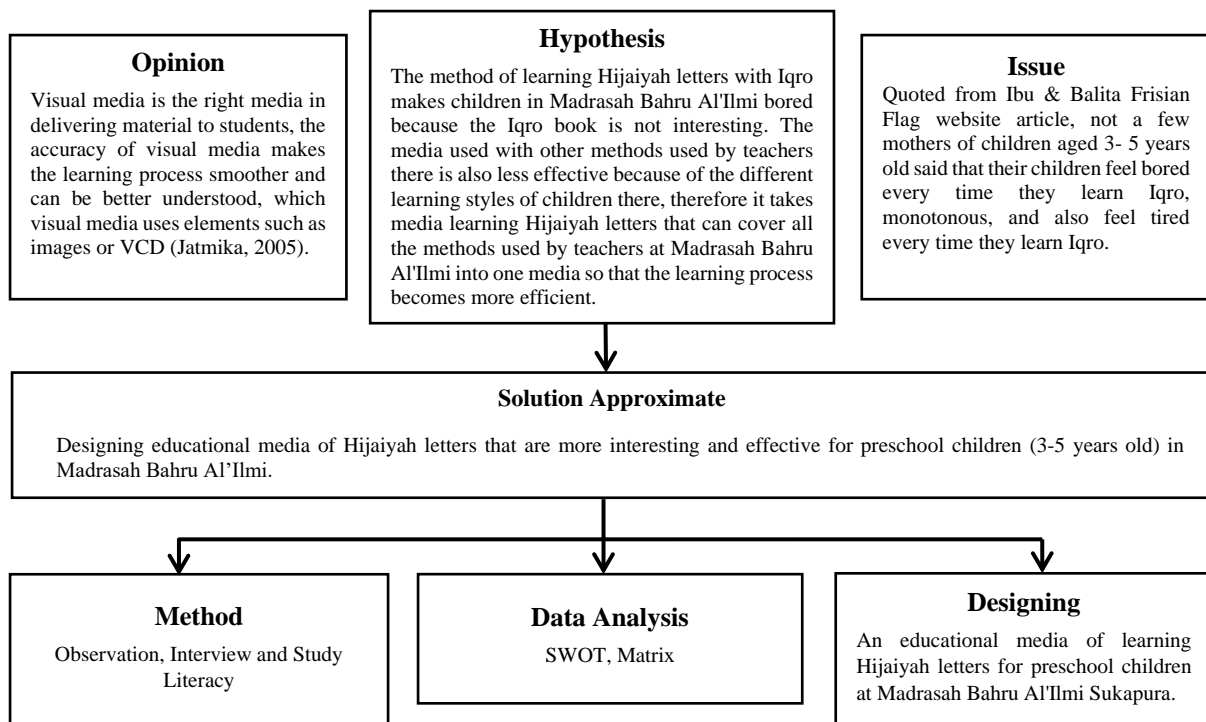 Opinion
Visual media is the right media in
delivering material to students, the
accuracy of visual media makes
the learning process smoother and
can be better understood, which
visual media uses elements such as
images or VCD (Jatmika, 2005).
Hypothesis
The method of learning Hijaiyah letters with Iqro
makes children in Madrasah Bahru Al'Ilmi bored
because the Iqro book is not interesting. The
media used with other methods used by teachers
there is also less effective because of the different
learning styles of children there, therefore it takes
media learning Hijaiyah letters that can cover all
the methods used by teachers at Madrasah Bahru
Al'Ilmi into one media so that the learning process
becomes more efficient.
Issue
Quoted from Ibu & Balita Frisian
Flag website article, not a few
mothers of children aged 3- 5 years
old said that their children feel bored
every time they learn Iqro,
monotonous, and also feel tired
every time they learn Iqro.
Solution Approximate
Designing educational media of Hijaiyah letters that are more interesting and effective for preschool children (3-5 years old) in
Madrasah Bahru Al’Ilmi.
Method
Observation, Interview and Study
Literacy
Data Analysis
SWOT, Matrix
Designing
An educational media of learning
Hijaiyah letters for preschool children
at Madrasah Bahru Al'Ilmi Sukapura.